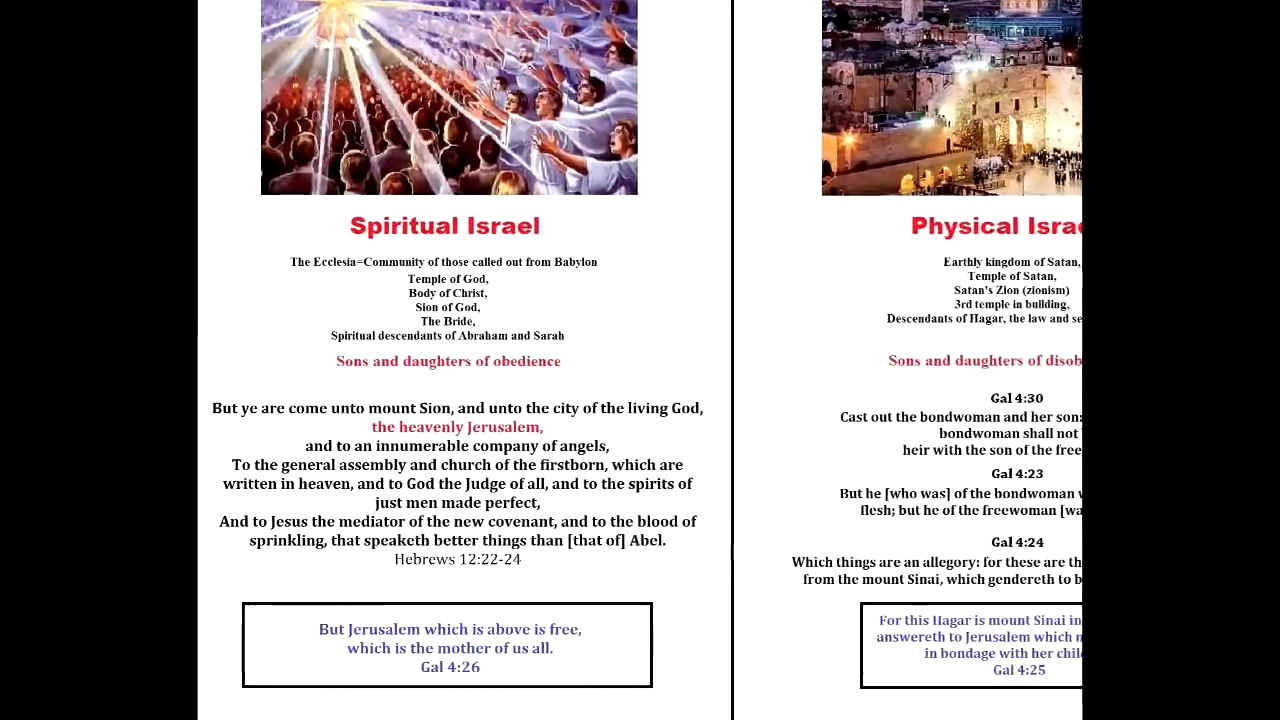 Spiritual Israel
The Ecclesia=Community of those called out from Babylon
Temple of God,
Body of Christ,
Sion of God,
The Bride,
Spiritual descendants of Abraham and Sarah
Sons and daughters of obedience
But ye are come unto mount Sion, and unto the city of the living God,
the heavenly Jerusalem,
and to an innumerable company of angels,
To the general assembly and church of the firstborn, which are
written in heaven, and to God the Judge of all, and to the spirits of
just men made perfect,
And to Jesus the mediator of the new covenant, and to the blood of
sprinkling, that speaketh better things than [that of] Abel.
Hebrews 12:22-24
But Jerusalem which is above is free,
which is the mother of us all.
Gal 4:26
Physical
Earthly kingdom of Satan,
Temple of Satan,
Satan's Zion (zionism)
3rd temple in building,
Descendants of Hagar, the law and
Sons and daughters of
Gal 4:30
Cast out the bondwoman and her son:
bondwoman shall not
heir with the son of the
Gal 4:23
But he [who was] of the bondwoman
flesh; but he of the freewoman
Gal 4:24
Which things are an allegory: for these are
from the mount Sinai, which gendereth to
For this Hagar is mount Sinai in
answereth to Jerusalem which
in bondage with her
Gal 4:25